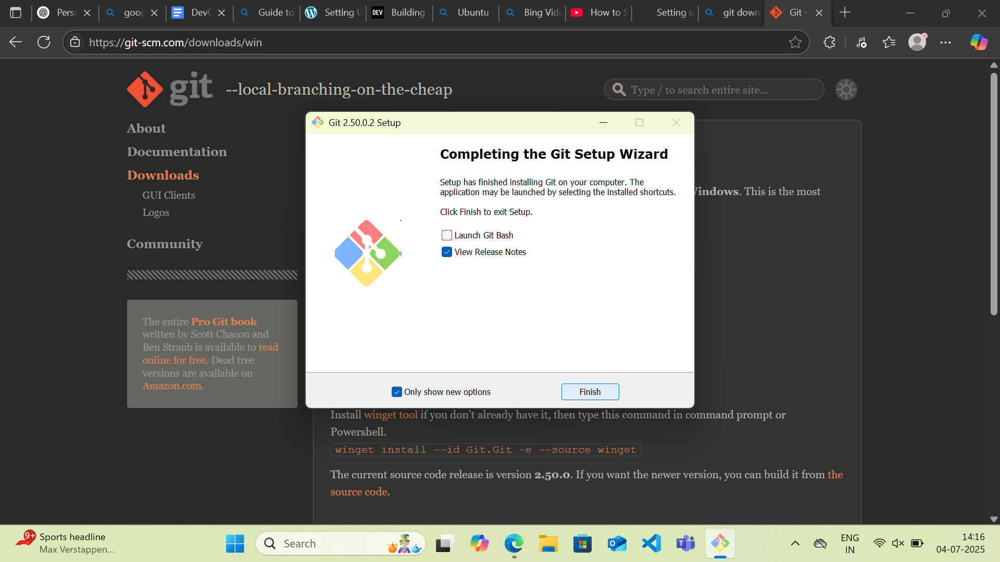 Pers
goog
Dev
Guide to
Setting U
DEV
Building
Ubuntu -
Bing Vide
How to S
Setting u
git down
Git -
https://git-scm.com/downloads/win
git
--local-branching-on-the-cheap
Type / to search entire site...
About
Documentation
Downloads
GUI Clients
Logos
Community
The entire Pro Git book
written by Scott Chacon and
Ben Straub is available to read
online for free. Dead tree
versions are available on
Amazon.com.
Git 2.50.0.2 Setup
Completing the Git Setup Wizard
Setup has finished installing Git on your computer. The
application may be launched by selecting the installed shortcuts.
Click Finish to exit Setup.
Launch Git Bash
View Release Notes
Only show new options
Finish
Windows. This is the most
Install winget tool if you don't already have it, then type this command in command prompt or
Powershell.
winget install --id Git.Git -e --source winget
The current source code release is version 2.50.0. If you want the newer version, you can build it from the
source code.
9+
Sports headline
Max Verstappen...
Search
ENG
IN
14:16
04-07-2025